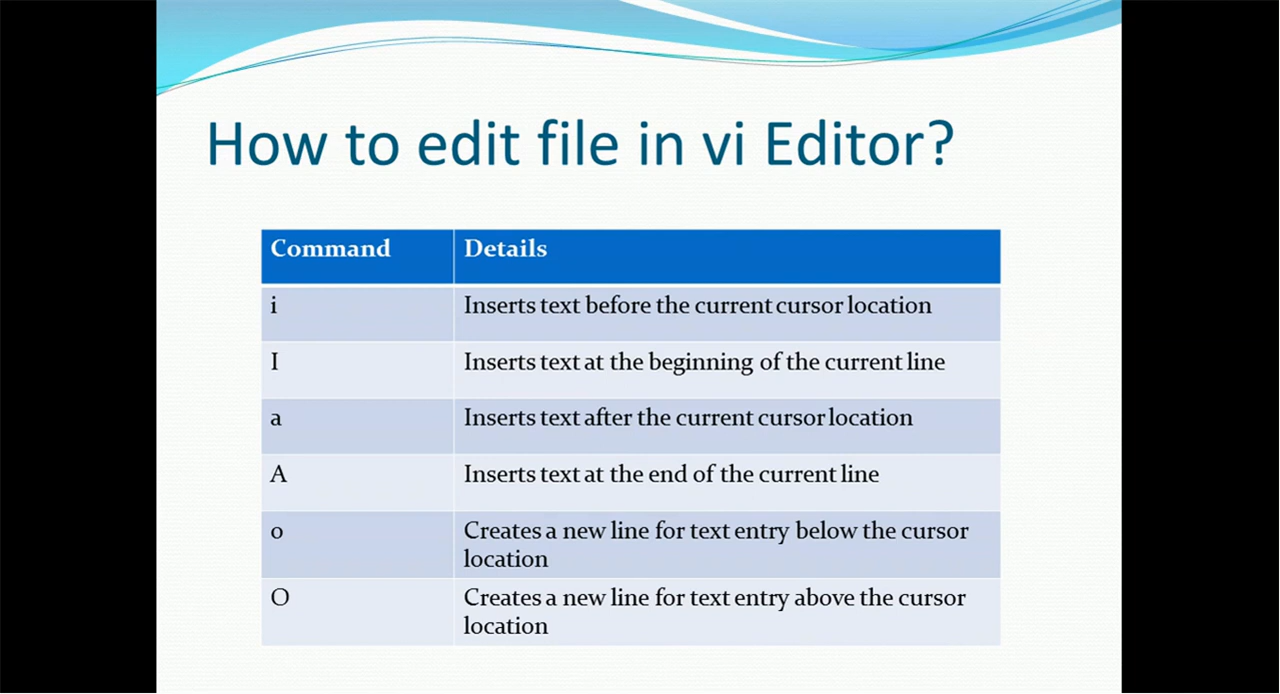 How to edit file in vi Editor?
Command Details
i Inserts text before the current cursor location
I Inserts text at the beginning of the current line
a Inserts text after the current cursor location
A Inserts text at the end of the current line
o Creates a new line for text entry below the cursor
location
O Creates a new line for text entry above the cursor
location